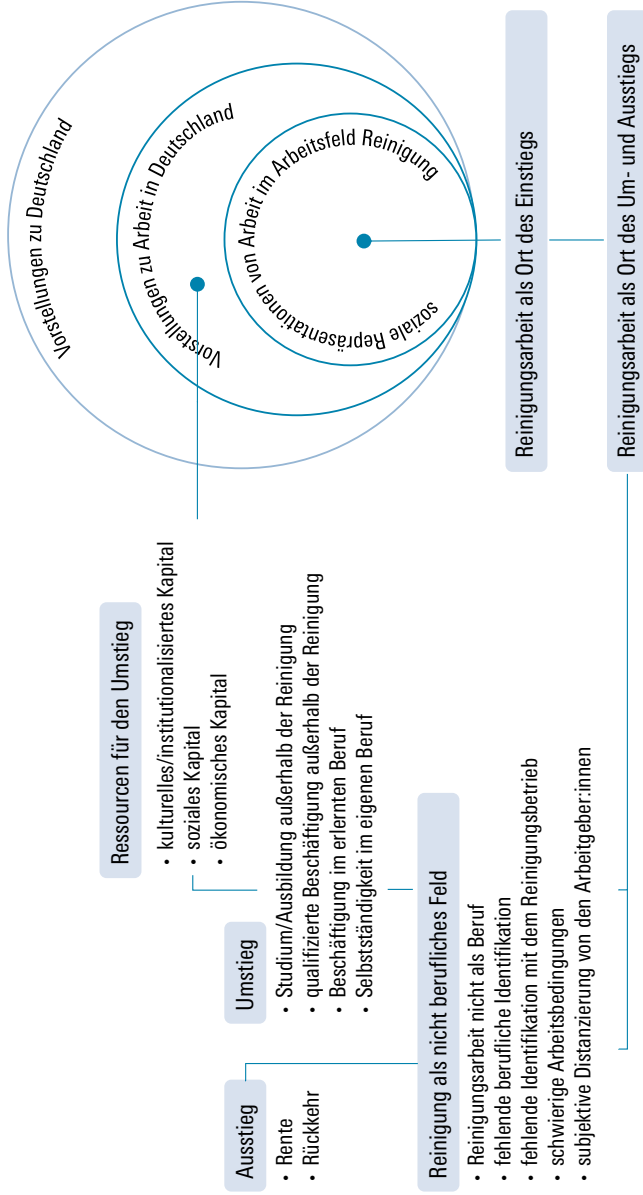 Ausstieg
• Rente
• Rückkehr
Umstieg
• Studium/Ausbildung außerhalb der Reinigung
• qualifizierte Beschäftigung außerhalb der Reinigung
• Beschäftigung im erlernten Beruf
• Selbstständigkeit im eigenen Beruf
Ressourcen für den Umstieg
• kulturelles/institutionalisiertes Kapital
• soziales Kapital
• ökonomisches Kapital
Vorstellungen zu Deutschland
Vorstellungen zu Arbeit in Deutschland
soziale Repräsentationen von Arbeit im Arbeitsfeld Reinigung
Reinigung als nicht berufliches Feld
• Reinigungsarbeit nicht als Beruf
• fehlende berufliche Identifikation
• fehlende Identifikation mit dem Reinigungsbetrieb
• schwierige Arbeitsbedingungen
• subjektive Distanzierung von den Arbeitgeber:innen
Reinigungsarbeit als Ort des Einstiegs
Reinigungsarbeit als Ort des Um- und Ausstiegs